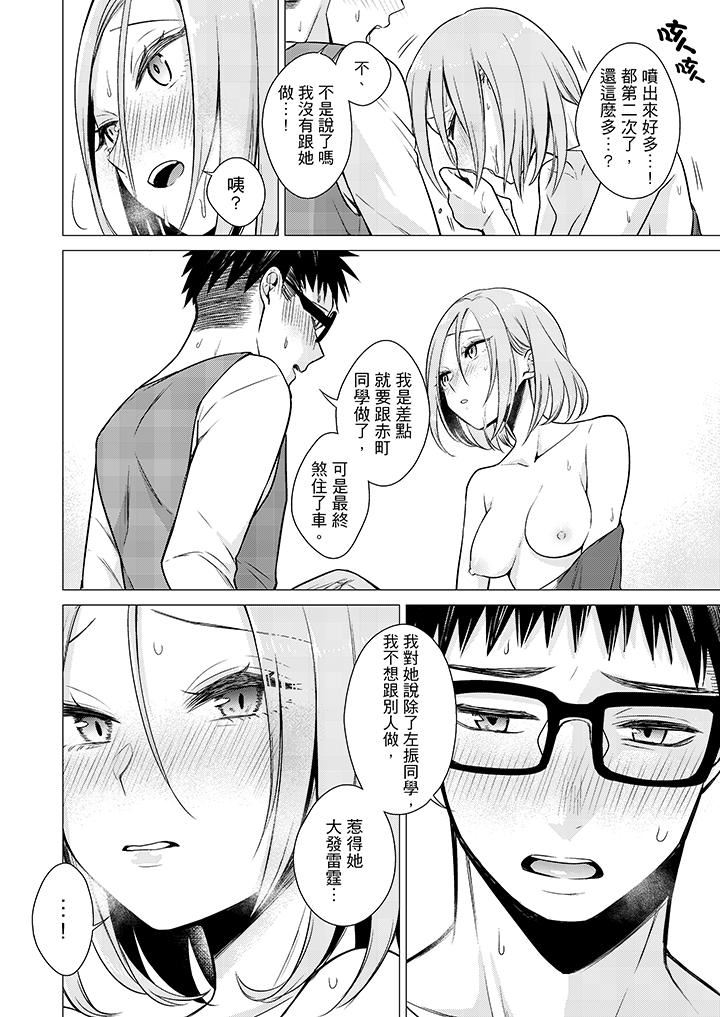 咳
咳
噴出來好多…！
都第二次了，
還這麼多…？
不、
不是說了嗎
我沒有跟她
做…！
咦？
我是差點
就要跟赤町
同學做了，
可是最終
煞住了車。
我對她說除了左振同學，
我不想跟別人做，
惹得她
大發雷霆…
…！